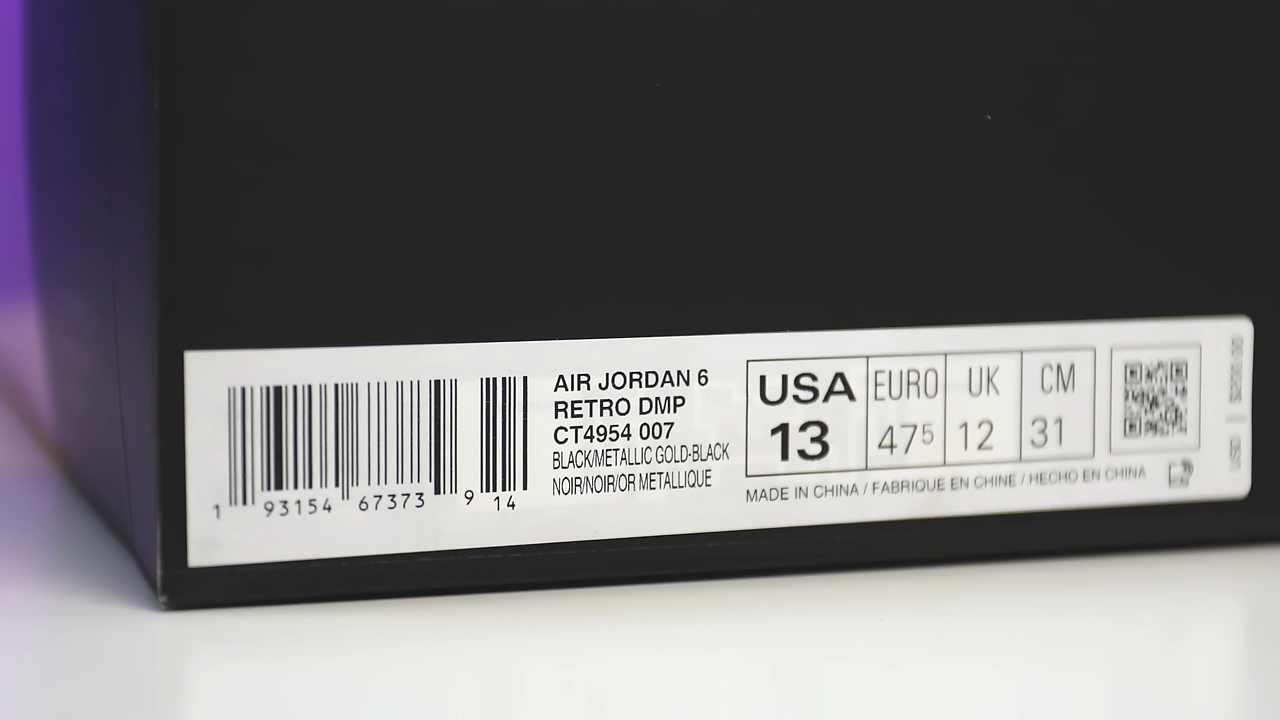 1 93154 67373 9 14
AIR JORDAN 6
RETRO DMP
CT4954 007
BLACK/METALLIC GOLD-BLACK
NOIR/NOIR/OR METALLIQUE
USA EURO UK CM
13 475 12 31
MADE IN CHINA / FABRIQUE EN CHINE / HECHO EN CHINA
USD $200.00